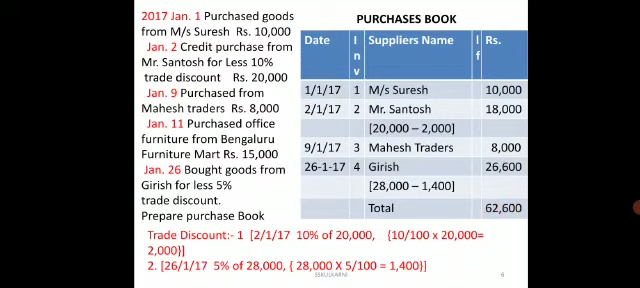 2017 Jan. 1 Purchased goods
from M/s Suresh Rs. 10,000
Jan. 2 Credit purchase from
Mr. Santosh for Less 10%
trade discount Rs. 20,000
Jan. 9 Purchased from
Mahesh traders Rs. 8,000
Jan. 11 Purchased office
furniture from Bengaluru
Furniture Mart Rs. 15,000
Jan. 26 Bought goods from
Girish for less 5%
trade discount.
Prepare purchase Book
PURCHASES BOOK
Date Inv Suppliers Name lf Rs.
1/1/17 1 M/s Suresh 10,000
2/1/17 2 Mr. Santosh 18,000
[20,000 – 2,000]
9/1/17 3 Mahesh Traders 8,000
26-1-17 4 Girish 26,600
[28,000 – 1,400]
Total 62,600
Trade Discount:- 1 [2/1/17 10% of 20,000, {10/100 x 20,000=
2,000}]
2. [26/1/17 5% of 28,000, { 28,000 X 5/100 = 1,400}]
SSKULKARNI 6